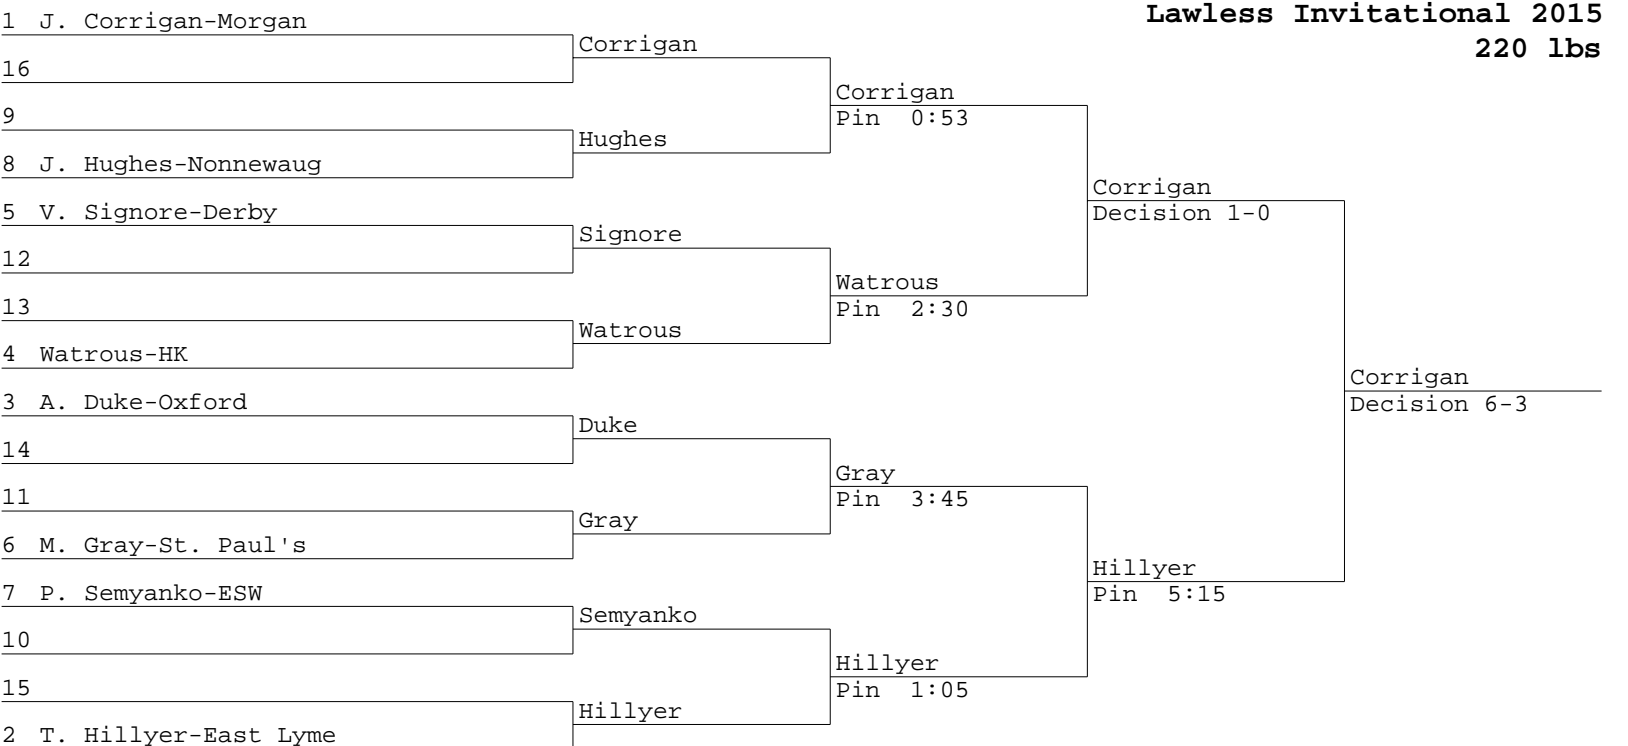 Lawless Invitational 2015
220 lbs
1 J. Corrigan-Morgan
16
9
8 J. Hughes-Nonnewaug
5 V. Signore-Derby
12
13
4 Watrous-HK
3 A. Duke-Oxford
14
11
6 M. Gray-St. Paul's
7 P. Semyanko-ESW
10
15
2 T. Hillyer-East Lyme
Corrigan
Hughes
Signore
Watrous
Duke
Gray
Semyanko
Hillyer
Corrigan
Pin 0:53
Watrous
Pin 2:30
Gray
Pin 3:45
Hillyer
Pin 1:05
Corrigan
Decision 1-0
Hillyer
Pin 5:15
Corrigan
Decision 6-3